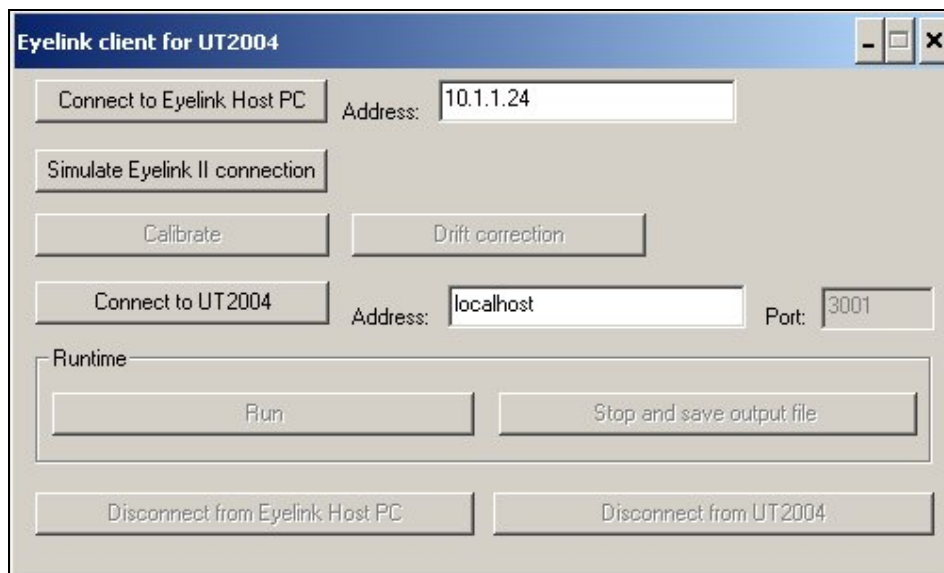 Eyelink client for UT2004
Connect to Eyelink Host PC Address: 10.1.1.24
Simulate Eyelink II connection
Calibrate Drift correction
Connect to UT2004 Address: localhost Port: 3001
Runtime
Run Stop and save output file
Disconnect from Eyelink Host PC Disconnect from UT2004